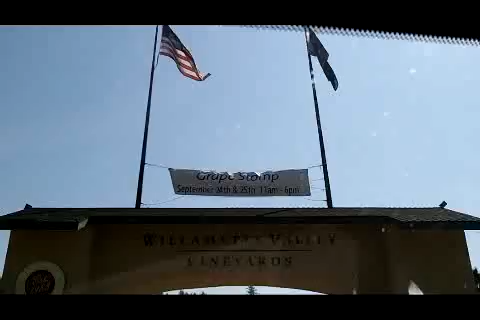 Grape Stomp
September 24th & 25th 11am - 6pm
WILLAMETTE VALLEY
VINEYARDS